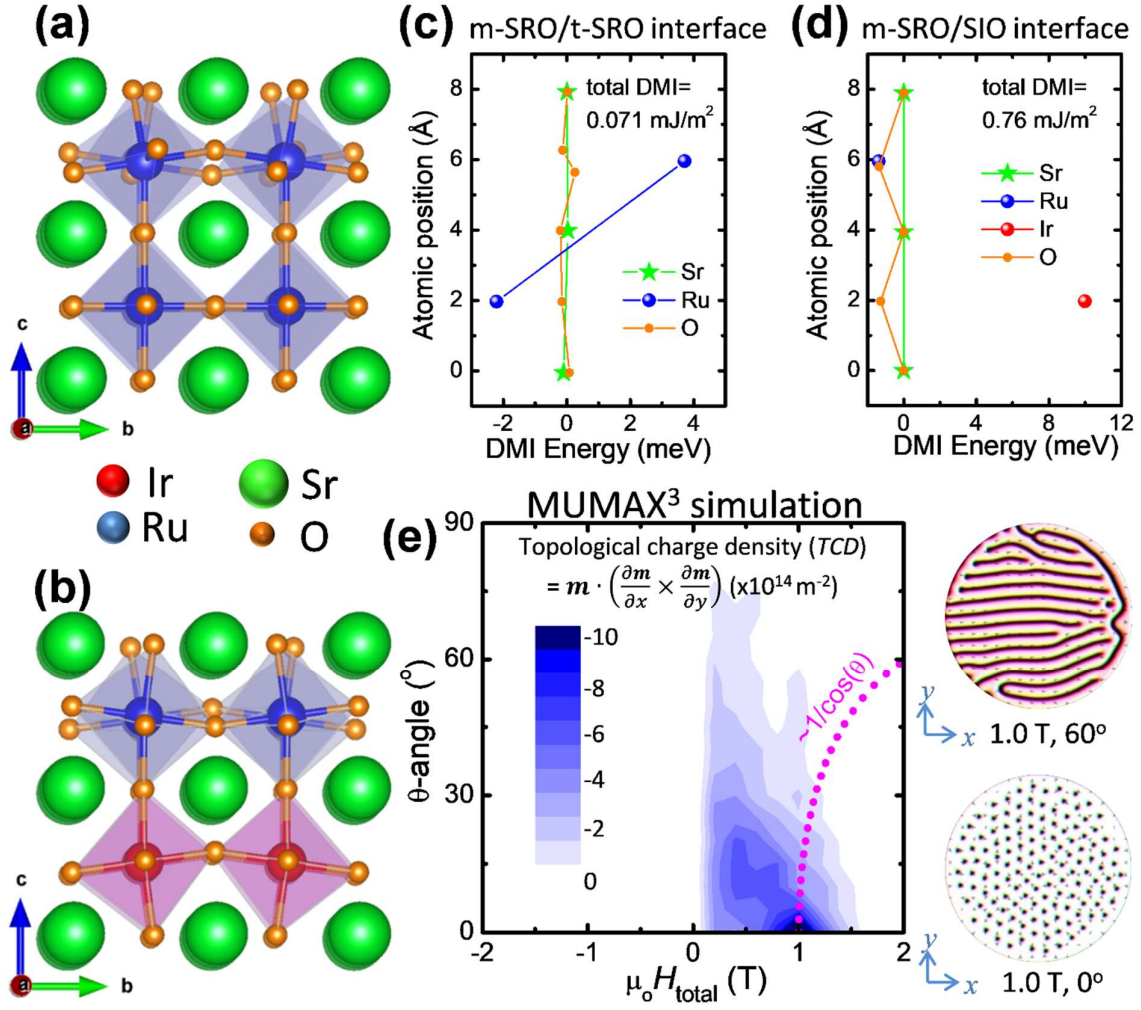 (a)
c
a
b
Ir
Sr
Ru
O
(b)
c
a
b
(c) m-SRO/t-SRO interface
total DMI=
0.071 mJ/m²
Sr
Ru
O
8
6
4
2
0
Atomic position (Å)
-2 0 2 4
DMI Energy (meV)
(d) m-SRO/SIO interface
total DMI=
0.76 mJ/m²
Sr
Ru
Ir
O
8
6
4
2
0
Atomic position (Å)
0 4 8 12
DMI Energy (meV)
MUMAX³ simulation
(e)
Topological charge density (TCD)
= m · (∂m/∂x × ∂m/∂y) (x10¹⁴ m⁻²)
-10
-8
-6
-4
-2
0
~1/cos(θ)
90
60
30
0
θ-angle (°)
-2 -1 0 1 2
μₒHtotal (T)
y
x
1.0 T, 60°
y
x
1.0 T, 0°